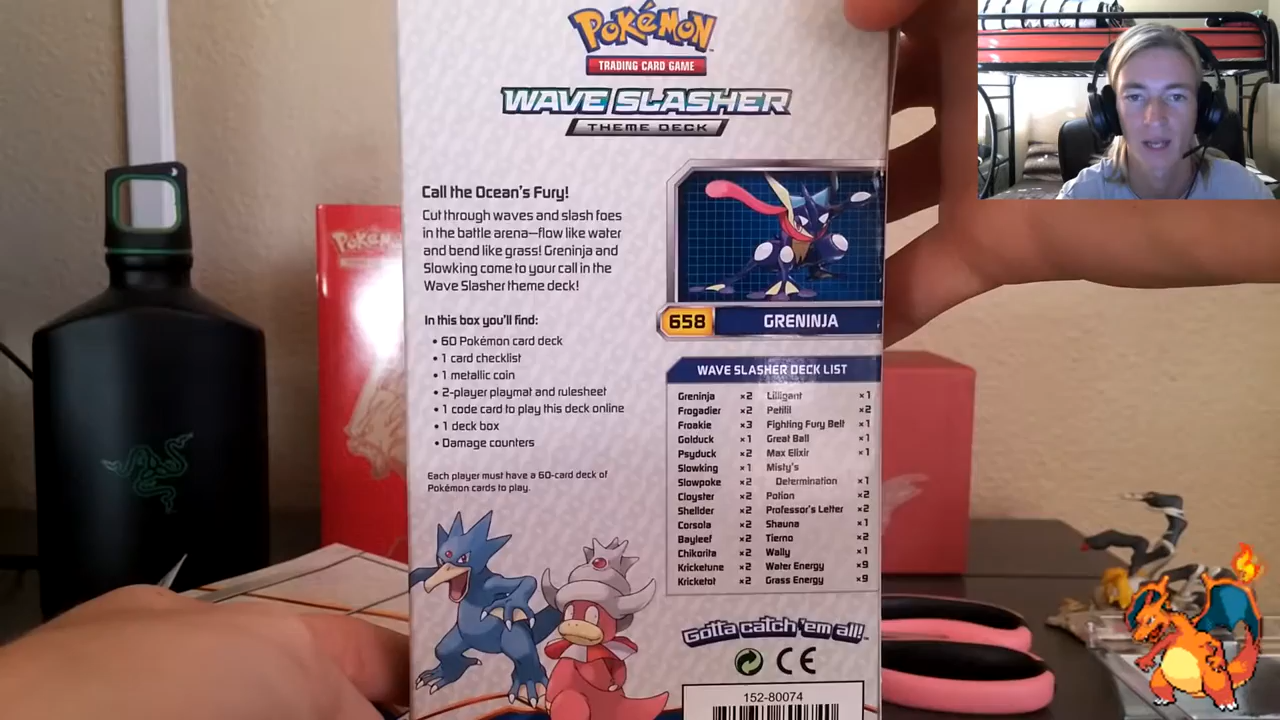 POKéMON
TRADING CARD GAME
WAVE SLASHER
THEME DECK
Call the Ocean's Fury!
Cut through waves and slash foes
in the battle arena—flow like water
and bend like grass! Greninja and
Slowking come to your call in the
Wave Slasher theme deck!
In this box you'll find:
• 60 Pokémon card deck
• 1 card checklist
• 1 metallic coin
• 2-player playmat and rulesheet
• 1 code card to play this deck online
• 1 deck box
• Damage counters
Each player must have a 60-card deck of
Pokémon cards to play.
658 GRENINJA
WAVE SLASHER DECK LIST
Greninja ×2
Frogadier ×2
Froakie ×3
Golduck ×1
Psyduck ×2
Slowking ×1
Slowpoke ×2
Cloyster ×2
Shellder ×2
Corsola ×2
Bayleef ×2
Chikorita ×2
Kricketune ×2
Kricketot ×2
Lilligant ×1
Petilil ×2
Fighting Fury Belt ×1
Great Ball ×1
Max Elixir ×1
Misty's
Determination ×1
Potion ×2
Professor's Letter ×2
Shauna ×1
Tierno ×2
Wally ×1
Water Energy ×9
Grass Energy ×9
Gotta catch 'em all!™
CE
152-80074
Pokémon